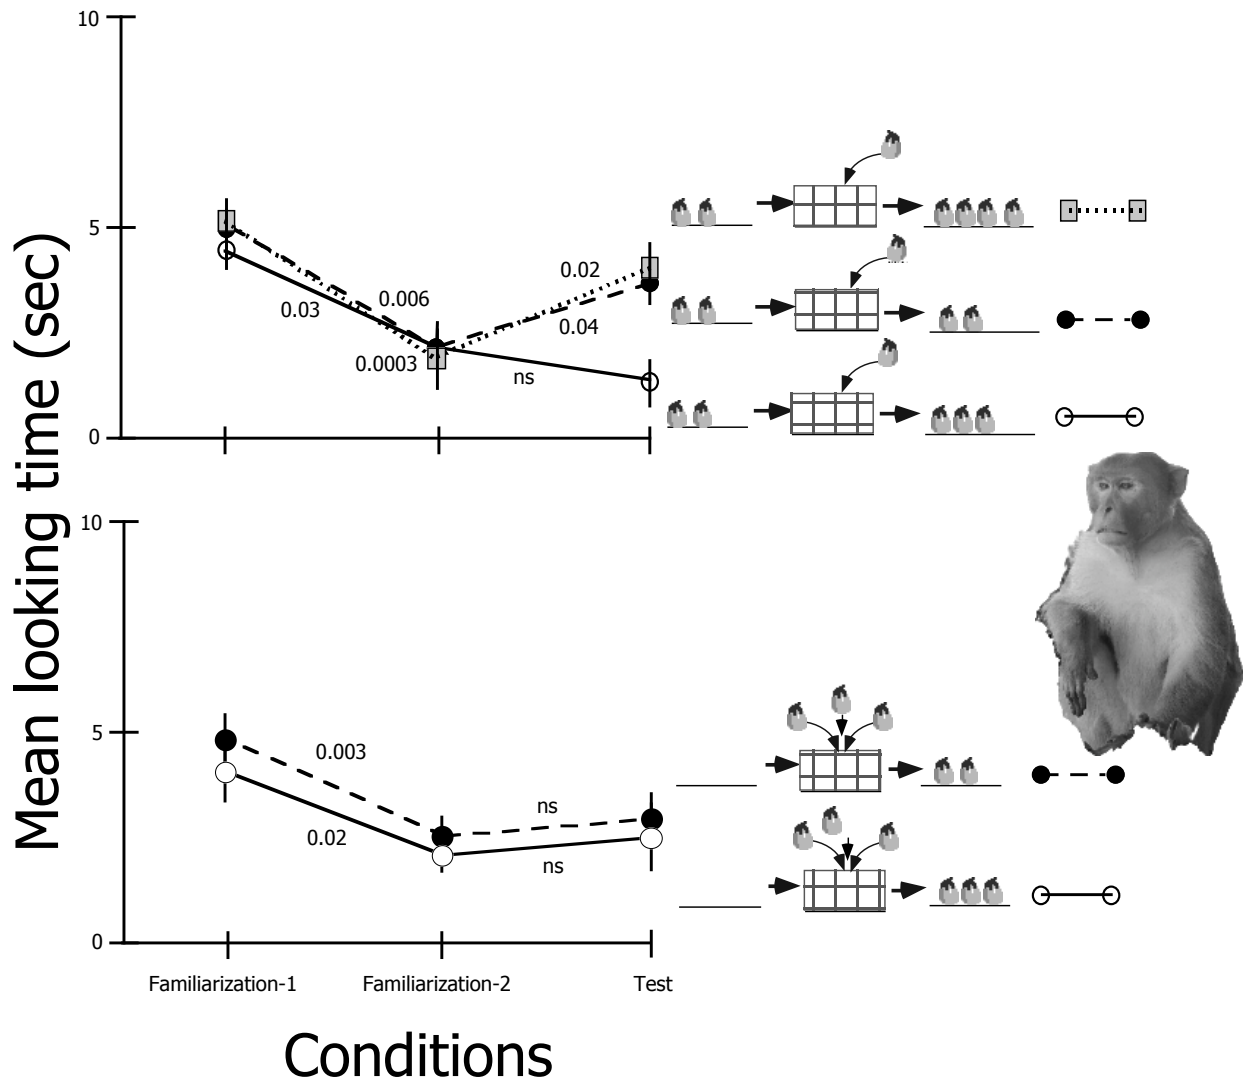 Mean looking time (sec)
10
5
0
0.03
0.006
0.0003
0.02
0.04
ns
10
5
0
0.003
0.02
ns
ns
Familiarization-1 Familiarization-2 Test
Conditions